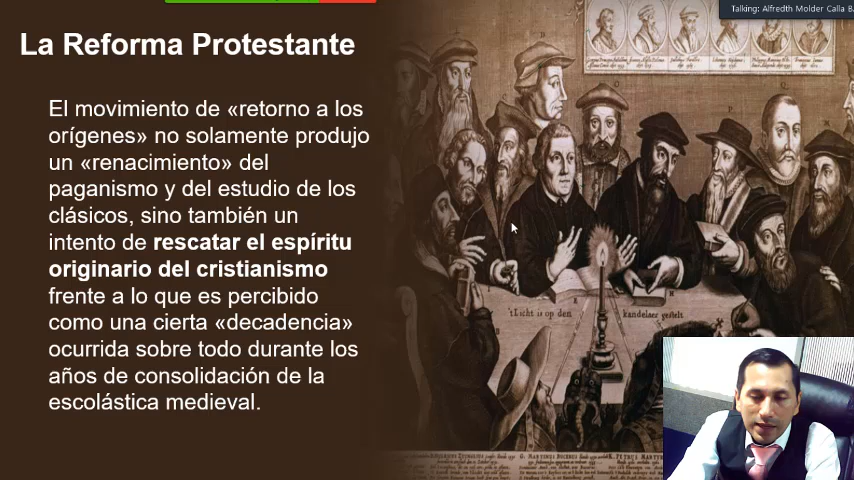 Talking: Alfredth Molder Calla B.
La Reforma Protestante
El movimiento de «retorno a los
orígenes» no solamente produjo
un «renacimiento» del
paganismo y del estudio de los
clásicos, sino también un
intento de rescatar el espíritu
originario del cristianismo
frente a lo que es percibido
como una cierta «decadencia»
ocurrida sobre todo durante los
años de consolidación de la
escolástica medieval.
't Licht is op den kandelaer gestelt